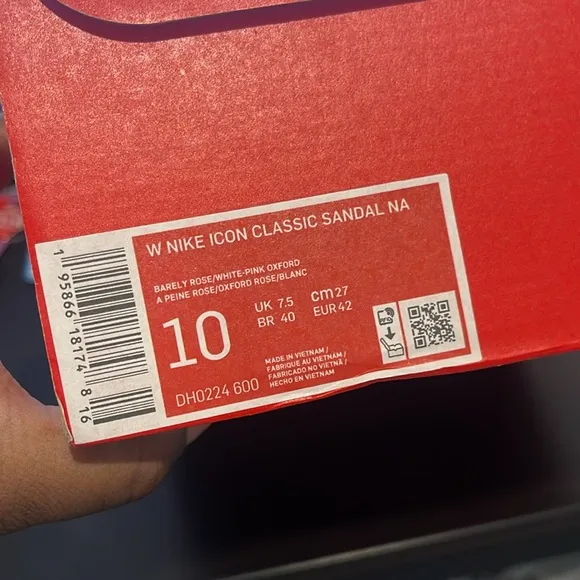 W NIKE ICON CLASSIC SANDAL NA
BARELY ROSE/WHITE-PINK OXFORD
A PEINE ROSE/OXFORD ROSE/BLANC
10
UK 7.5
BR 40
cm 27
EUR 42
DH0224 600
MADE IN VIETNAM /
FABRIQUE AU VIETNAM /
FABRICADO NO VIETNÃ /
HECHO EN VIETNAM
1 95866 18174 8 16